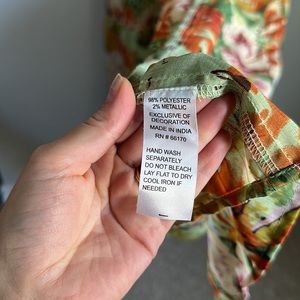 98% POLYESTER
2% METALLIC
EXCLUSIVE OF
DECORATION
MADE IN INDIA
RN # 66170
HAND WASH
SEPARATELY
DO NOT BLEACH
LAY FLAT TO DRY
COOL IRON IF
NEEDED